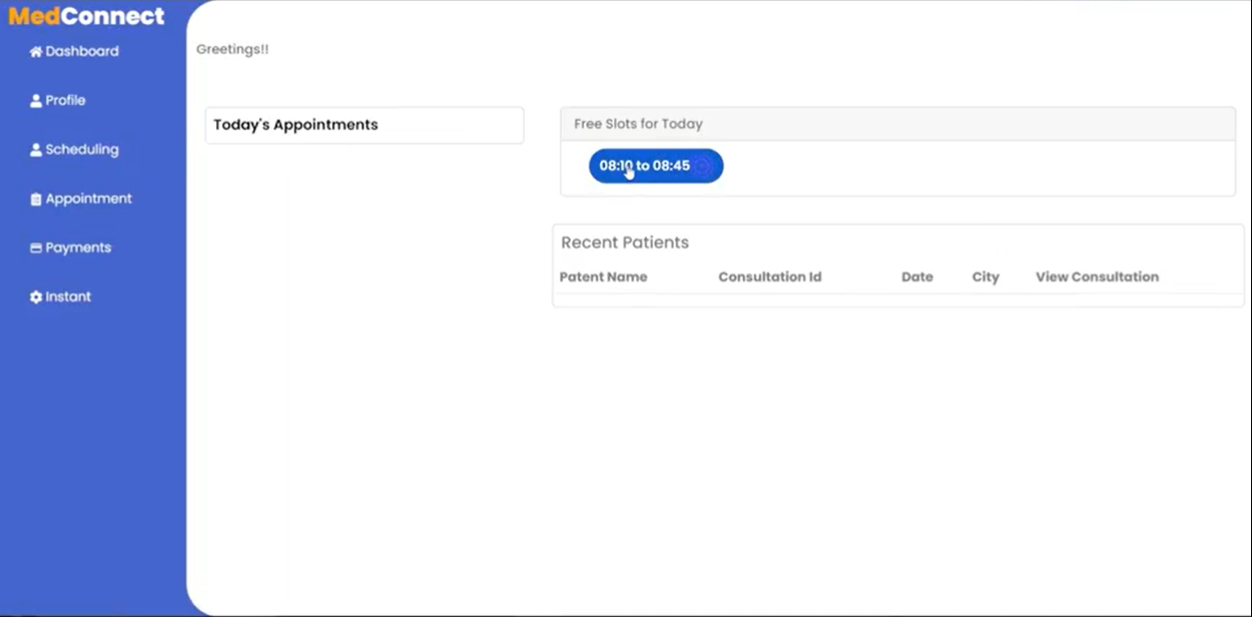 MedConnect
Dashboard
Profile
Scheduling
Appointment
Payments
Instant
Greetings!!
Today's Appointments
Free Slots for Today
08:10 to 08:45
Recent Patients
Patent Name Consultation Id Date City View Consultation